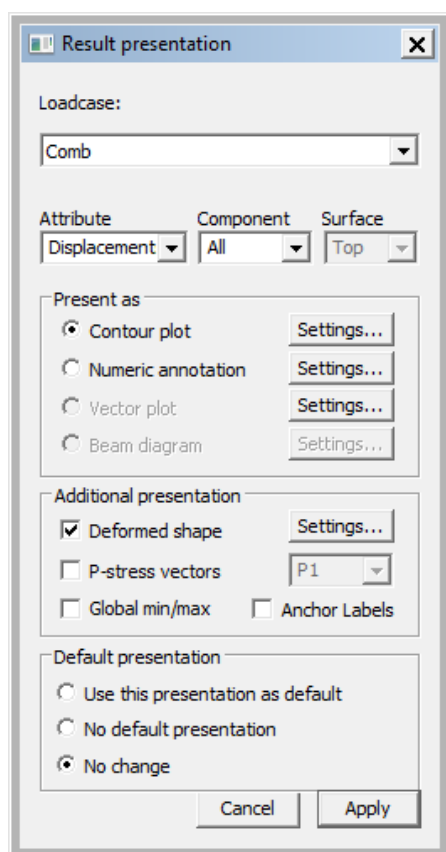 Result presentation
Loadcase:
Comb
Attribute Component Surface
Displacement All Top
Present as
Contour plot Settings...
Numeric annotation Settings...
Vector plot Settings...
Beam diagram Settings...
Additional presentation
Deformed shape Settings...
P-stress vectors P1
Global min/max Anchor Labels
Default presentation
Use this presentation as default
No default presentation
No change
Cancel Apply